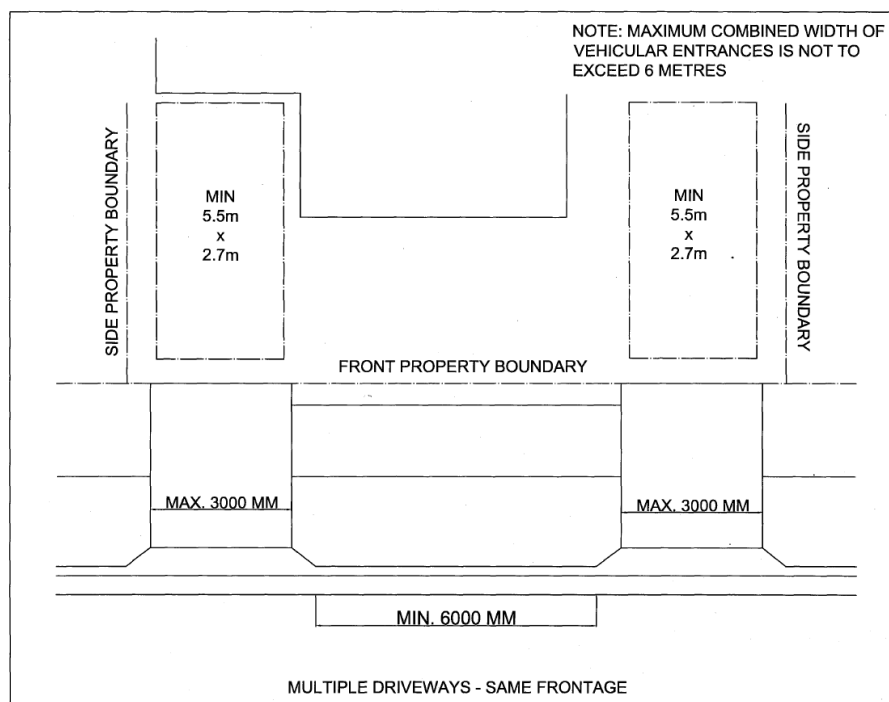 NOTE: MAXIMUM COMBINED WIDTH OF
VEHICULAR ENTRANCES IS NOT TO
EXCEED 6 METRES
SIDE PROPERTY BOUNDARY
MIN
5.5m
x
2.7m
MIN
5.5m
x
2.7m
SIDE PROPERTY BOUNDARY
FRONT PROPERTY BOUNDARY
MAX. 3000 MM
MAX. 3000 MM
MIN. 6000 MM
MULTIPLE DRIVEWAYS - SAME FRONTAGE